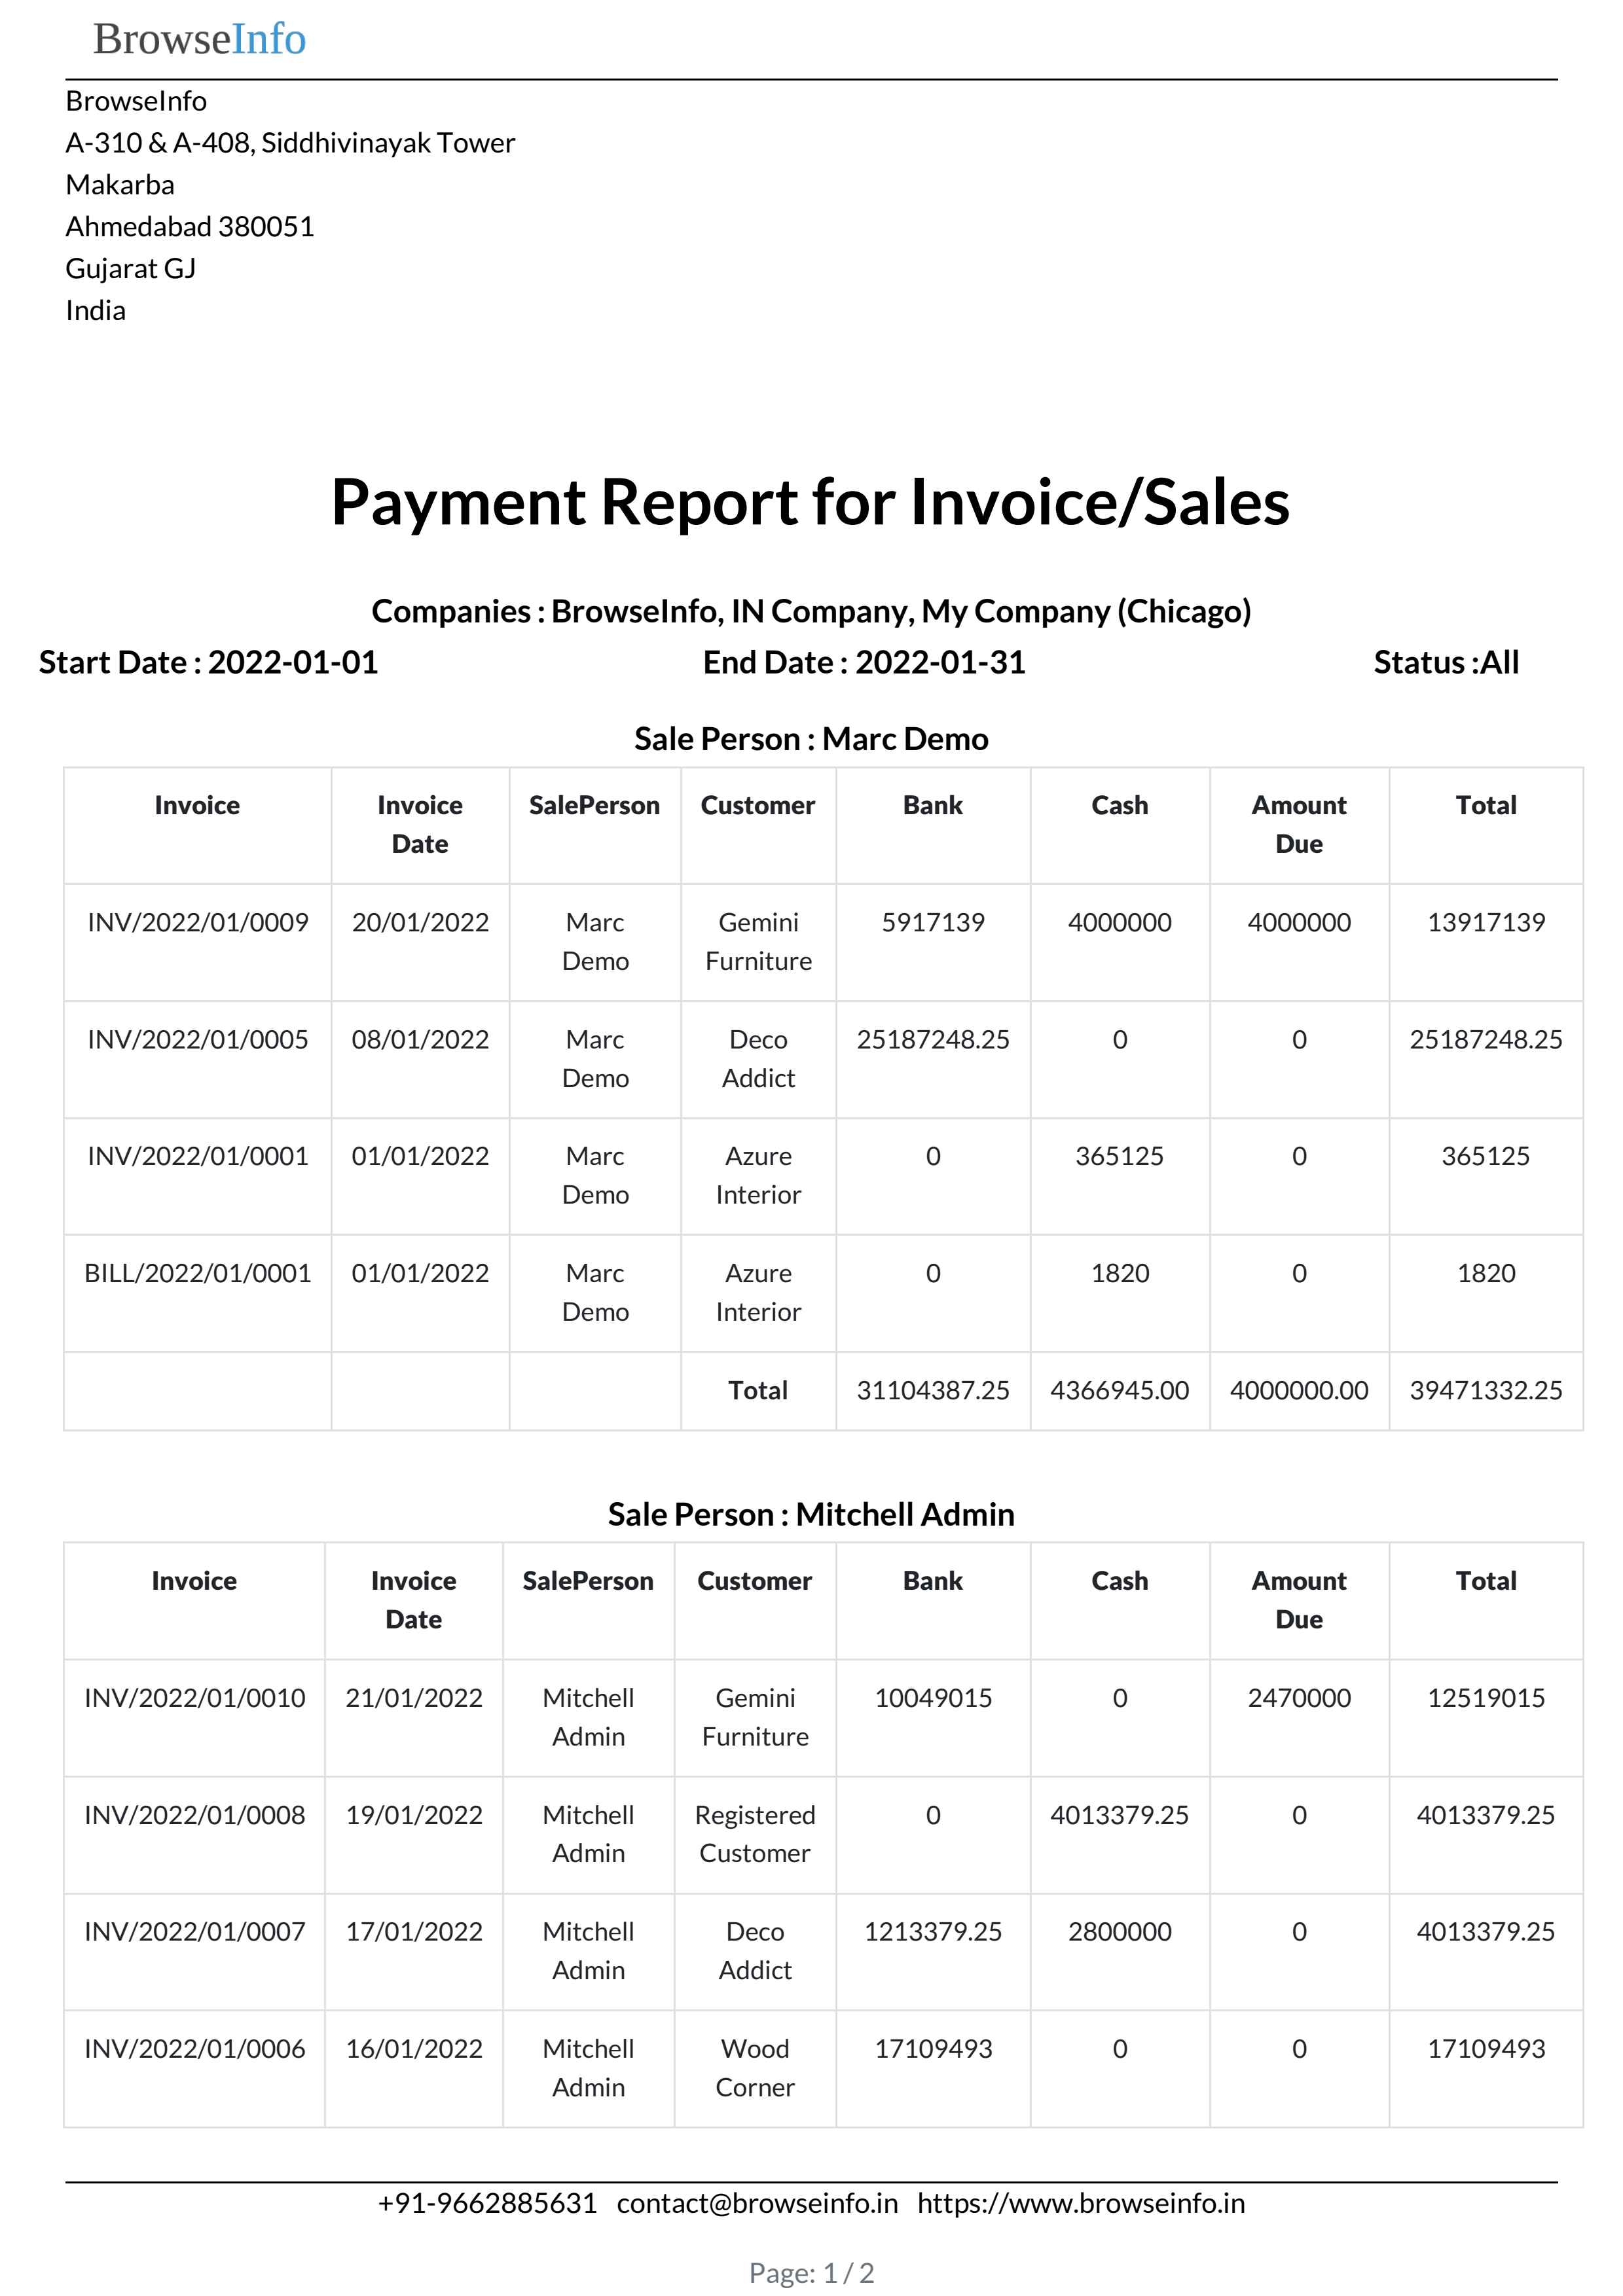 BrowseInfo
BrowseInfo
A-310 & A-408, Siddhivinayak Tower
Makarba
Ahmedabad 380051
Gujarat GJ
India
Payment Report for Invoice/Sales
Companies : BrowseInfo, IN Company, My Company (Chicago)
Start Date : 2022-01-01 End Date : 2022-01-31 Status :All
Sale Person : Marc Demo
Invoice Invoice SalePerson Customer Bank Cash Amount Total
Date Due
INV/2022/01/0009 20/01/2022 Marc Gemini 5917139 4000000 4000000 13917139
Demo Furniture
INV/2022/01/0005 08/01/2022 Marc Deco 25187248.25 0 0 25187248.25
Demo Addict
INV/2022/01/0001 01/01/2022 Marc Azure 0 365125 0 365125
Demo Interior
BILL/2022/01/0001 01/01/2022 Marc Azure 0 1820 0 1820
Demo Interior
Total 31104387.25 4366945.00 4000000.00 39471332.25
Sale Person : Mitchell Admin
Invoice Invoice SalePerson Customer Bank Cash Amount Total
Date Due
INV/2022/01/0010 21/01/2022 Mitchell Gemini 10049015 0 2470000 12519015
Admin Furniture
INV/2022/01/0008 19/01/2022 Mitchell Registered 0 4013379.25 0 4013379.25
Admin Customer
INV/2022/01/0007 17/01/2022 Mitchell Deco 1213379.25 2800000 0 4013379.25
Admin Addict
INV/2022/01/0006 16/01/2022 Mitchell Wood 17109493 0 0 17109493
Admin Corner
+91-9662885631 contact@browseinfo.in https://www.browseinfo.in
Page: 1 / 2